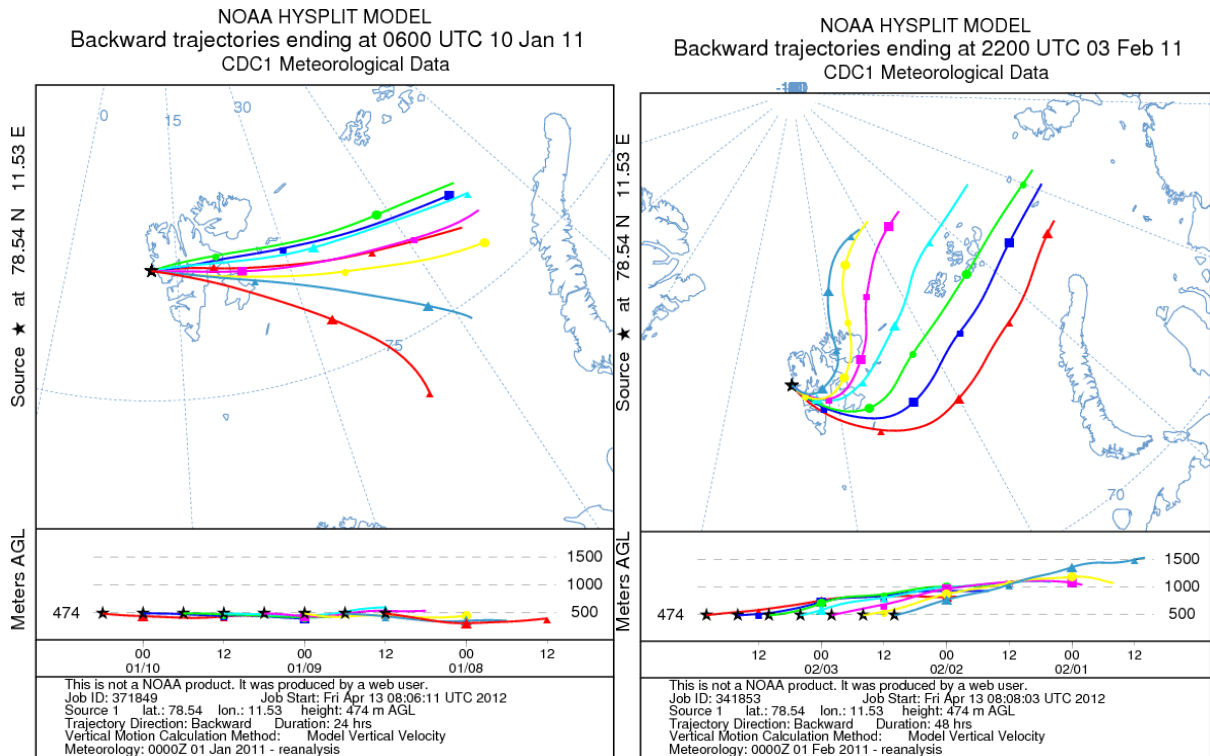 NOAA HYSPLIT MODEL
Backward trajectories ending at 0600 UTC 10 Jan 11
CDC1 Meteorological Data
Source ★ at 78.54 N 11.53 E
0
15
30
75
Meters AGL
1500
1000
500
474
00 12 00 12 00 12
01/10 01/09 01/08
This is not a NOAA product. It was produced by a web user.
Job ID: 371849 Job Start: Fri Apr 13 08:06:11 UTC 2012
Source 1 lat.: 78.54 lon.: 11.53 height: 474 m AGL
Trajectory Direction: Backward Duration: 24 hrs
Vertical Motion Calculation Method: Model Vertical Velocity
Meteorology: 0000Z 01 Jan 2011 - reanalysis
NOAA HYSPLIT MODEL
Backward trajectories ending at 2200 UTC 03 Feb 11
CDC1 Meteorological Data
Source ★ at 78.54 N 11.53 E
70
Meters AGL
1500
1000
500
474
12 00 12 00 12 00 12
02/03 02/02 02/01
This is not a NOAA product. It was produced by a web user.
Job ID: 341853 Job Start: Fri Apr 13 08:08:03 UTC 2012
Source 1 lat.: 78.54 lon.: 11.53 height: 474 m AGL
Trajectory Direction: Backward Duration: 48 hrs
Vertical Motion Calculation Method: Model Vertical Velocity
Meteorology: 0000Z 01 Feb 2011 - reanalysis